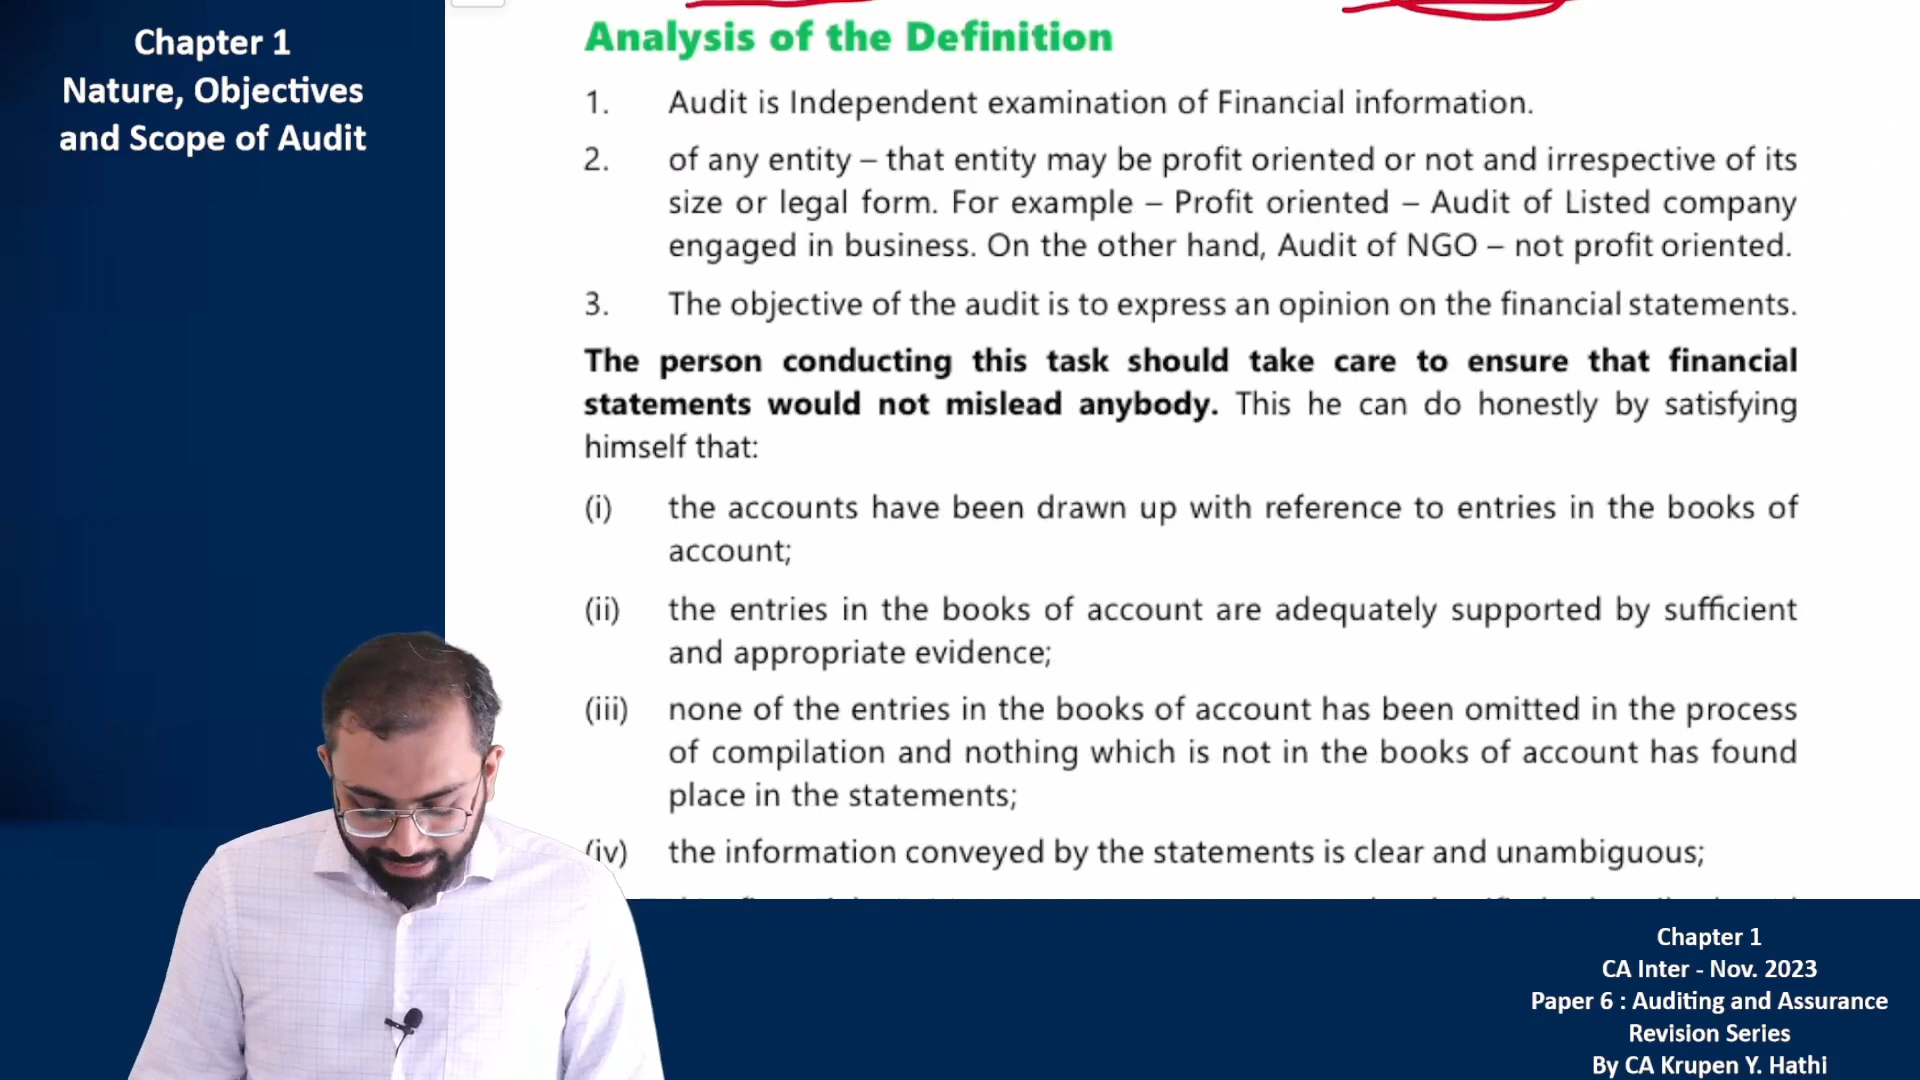 Chapter 1
Nature, Objectives
and Scope of Audit
Analysis of the Definition
1. Audit is Independent examination of Financial information.
2. of any entity – that entity may be profit oriented or not and irrespective of its
size or legal form. For example – Profit oriented – Audit of Listed company
engaged in business. On the other hand, Audit of NGO – not profit oriented.
3. The objective of the audit is to express an opinion on the financial statements.
The person conducting this task should take care to ensure that financial
statements would not mislead anybody. This he can do honestly by satisfying
himself that:
(i) the accounts have been drawn up with reference to entries in the books of
account;
(ii) the entries in the books of account are adequately supported by sufficient
and appropriate evidence;
(iii) none of the entries in the books of account has been omitted in the process
of compilation and nothing which is not in the books of account has found
place in the statements;
(iv) the information conveyed by the statements is clear and unambiguous;
Chapter 1
CA Inter - Nov. 2023
Paper 6 : Auditing and Assurance
Revision Series
By CA Krupen Y. Hathi